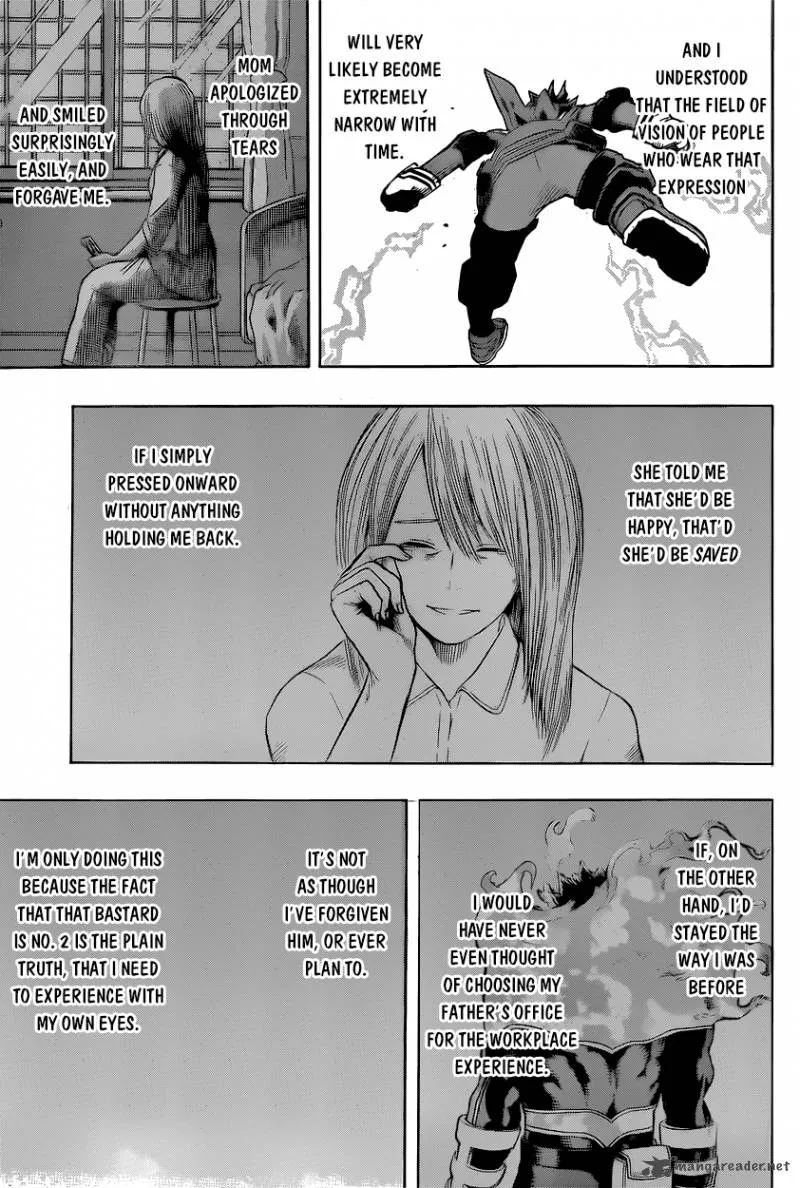 AND I
UNDERSTOOD
THAT THE FIELD OF
VISION OF PEOPLE
WHO WEAR THAT
EXPRESSION
WILL VERY
LIKELY BECOME
EXTREMELY
NARROW WITH
TIME.
MOM
APOLOGIZED
THROUGH
TEARS
AND SMILED
SURPRISINGLY
EASILY, AND
FORGAVE ME.
SHE TOLD ME
THAT SHE'D BE
HAPPY, THAT'D
SHE'D BE SAVED
IF I SIMPLY
PRESSED ONWARD
WITHOUT ANYTHING
HOLDING ME BACK.
IF, ON
THE OTHER
HAND, I'D
STAYED THE
WAY I WAS
BEFORE
I WOULD
HAVE NEVER
EVEN THOUGHT
OF CHOOSING MY
FATHER'S OFFICE
FOR THE WORKPLACE
EXPERIENCE.
IT'S NOT
AS THOUGH
I'VE FORGIVEN
HIM, OR EVER
PLAN TO.
I'M ONLY DOING THIS
BECAUSE THE FACT
THAT THAT BASTARD
IS NO. 2 IS THE PLAIN
TRUTH, THAT I NEED
TO EXPERIENCE WITH
MY OWN EYES.
mangareader.net